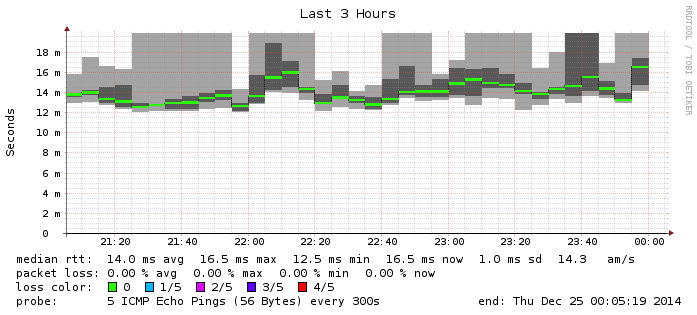 Last 3 Hours
RRDTOOL / TOBI OETIKER
Seconds
18 m
16 m
14 m
12 m
10 m
8 m
6 m
4 m
2 m
0
21:20 21:40 22:00 22:20 22:40 23:00 23:20 23:40 00:00
median rtt: 14.0 ms avg 16.5 ms max 12.5 ms min 16.5 ms now 1.0 ms sd 14.3 am/s
packet loss: 0.00 % avg 0.00 % max 0.00 % min 0.00 % now
loss color: 0 1/5 2/5 3/5 4/5
probe: 5 ICMP Echo Pings (56 Bytes) every 300s end: Thu Dec 25 00:05:19 2014